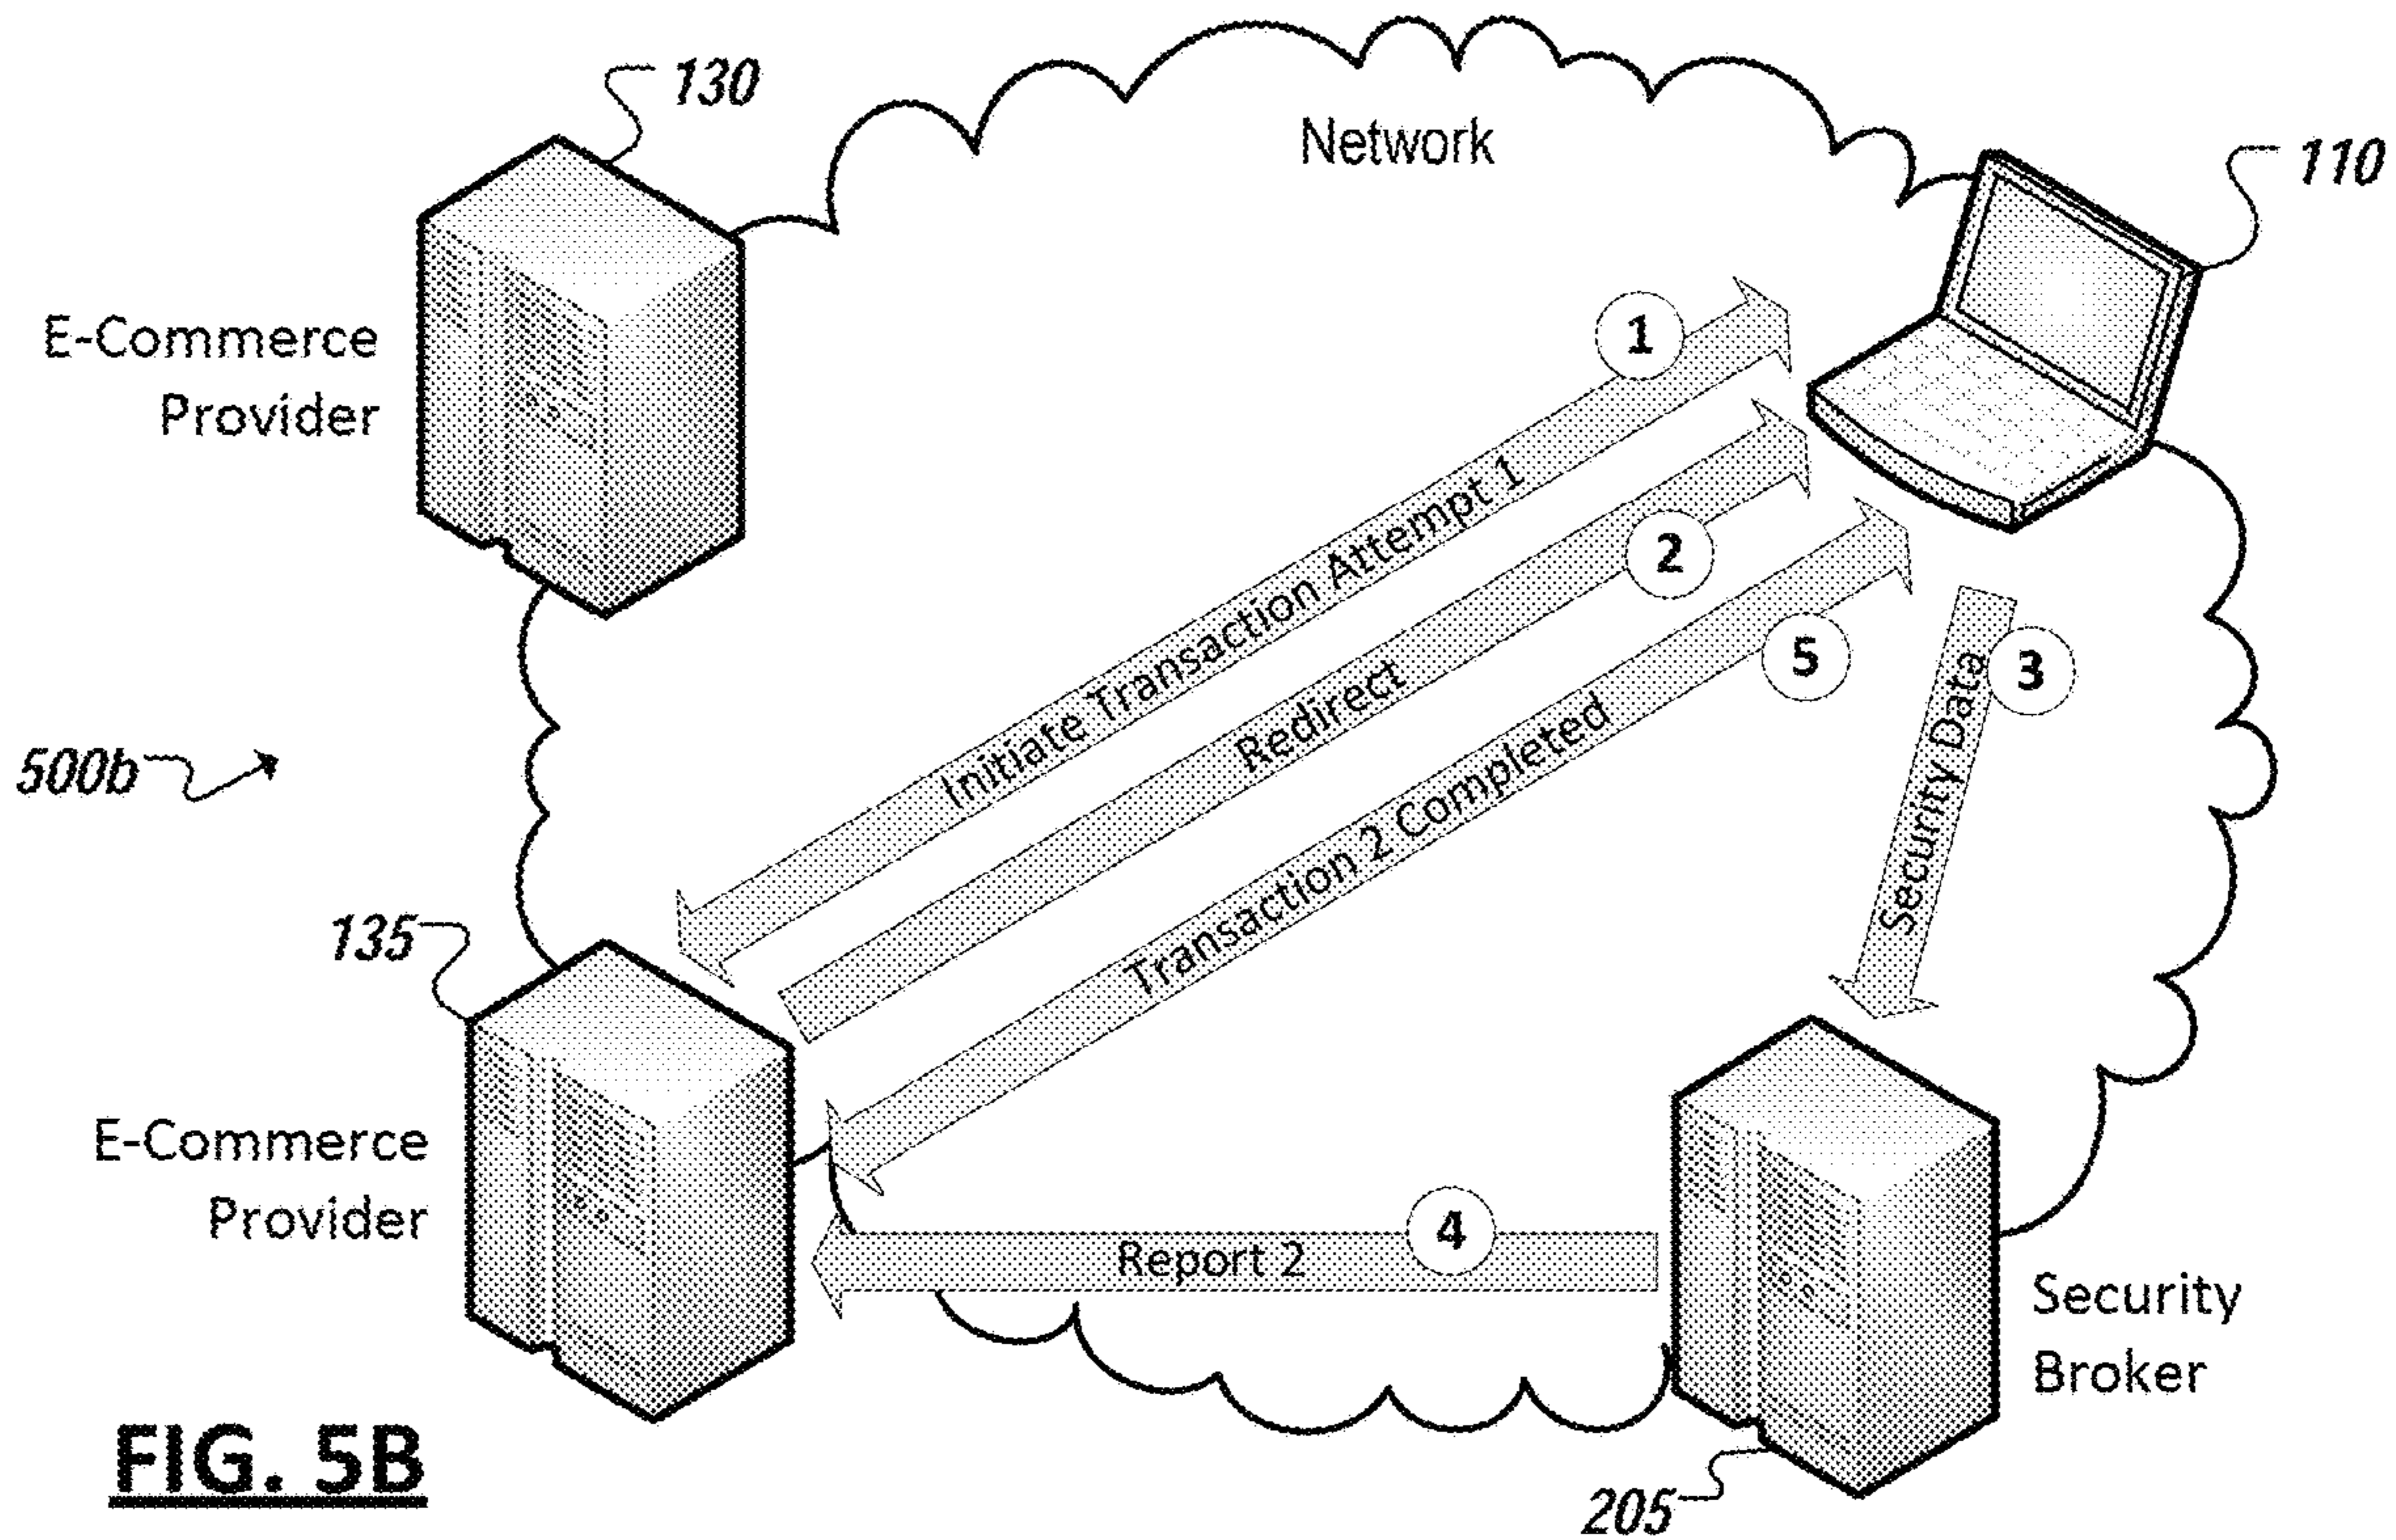 130
Network
110
E-Commerce
Provider
1
Initiate Transaction Attempt 1
2
Redirect
5
Transaction 2 Completed
3
Security Data
500b
135
E-Commerce
Provider
4
Report 2
Security
Broker
205
FIG. 5B